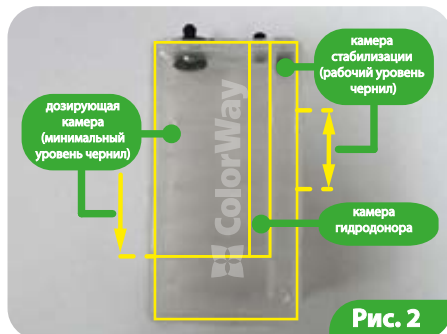 камера
стабилизации
(рабочий уровень
чернил)
дозирующая
камера
(минимальный
уровень чернил)
ColorWay
камера
гидродонора
Рис. 2